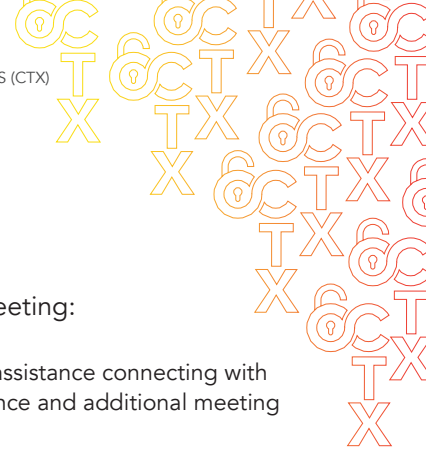 S (CTX)
eeting:
assistance connecting with
nce and additional meeting
C
T
X
C
T
X
X
C
T
X
C
T
X
C
T
X
C
T
X
C
T
X